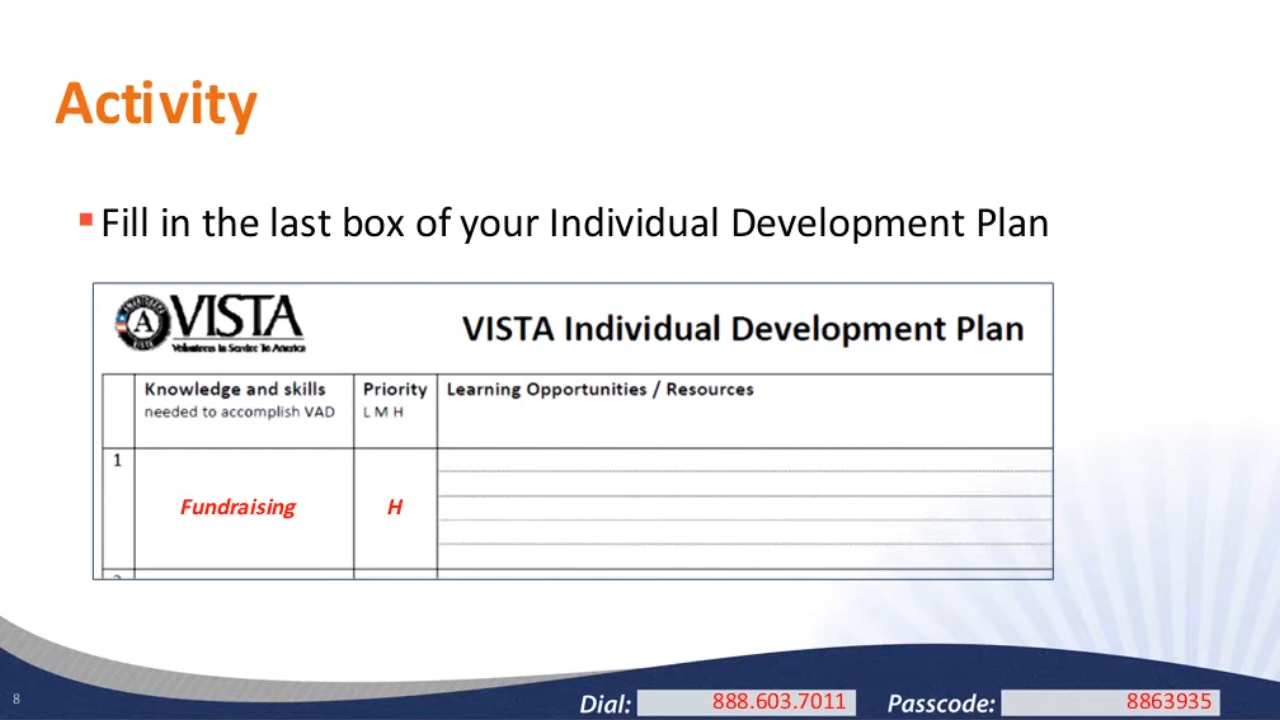 Activity
Fill in the last box of your Individual Development Plan
A VISTA
Volunteers In Service To America
VISTA Individual Development Plan
Knowledge and skills
needed to accomplish VAD
Priority
L M H
Learning Opportunities / Resources
1
Fundraising
H
8
Dial: 888.603.7011 Passcode: 8863935